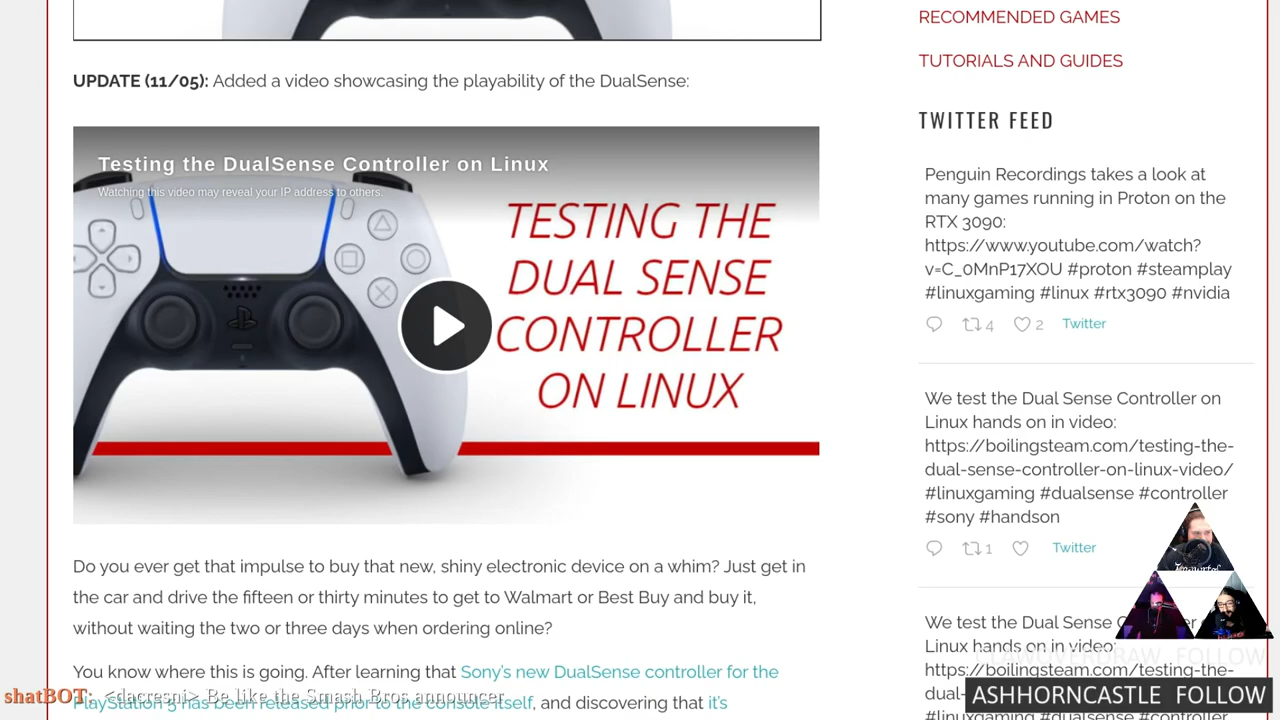 UPDATE (11/05): Added a video showcasing the playability of the DualSense:
Testing the DualSense Controller on Linux
Watching this video may reveal your IP address to others.
TESTING THE
DUAL SENSE
CONTROLLER
ON LINUX
Do you ever get that impulse to buy that new, shiny electronic device on a whim? Just get in
the car and drive the fifteen or thirty minutes to get to Walmart or Best Buy and buy it,
without waiting the two or three days when ordering online?
You know where this is going. After learning that Sony's new DualSense controller for the
PlayStation 5 has been released prior to the console itself, and discovering that it's
shatBOT: <dacresni> Be like the Smash Bros announcer
RECOMMENDED GAMES
TUTORIALS AND GUIDES
TWITTER FEED
Penguin Recordings takes a look at
many games running in Proton on the
RTX 3090:
https://www.youtube.com/watch?
v=C_0MnP17XOU #proton #steamplay
#linuxgaming #linux #rtx3090 #nvidia
4 2 Twitter
We test the Dual Sense Controller on
Linux hands on in video:
https://boilingsteam.com/testing-the-
dual-sense-controller-on-linux-video/
#linuxgaming #dualsense #controller
#sony #handson
1 Twitter
We test the Dual Sense
Linux hands on in video:
https://boilingsteam.com/
dual-
#linuxgaming #dualsense #controller
FOLLOW
ASHHORNCASTLE FOLLOW